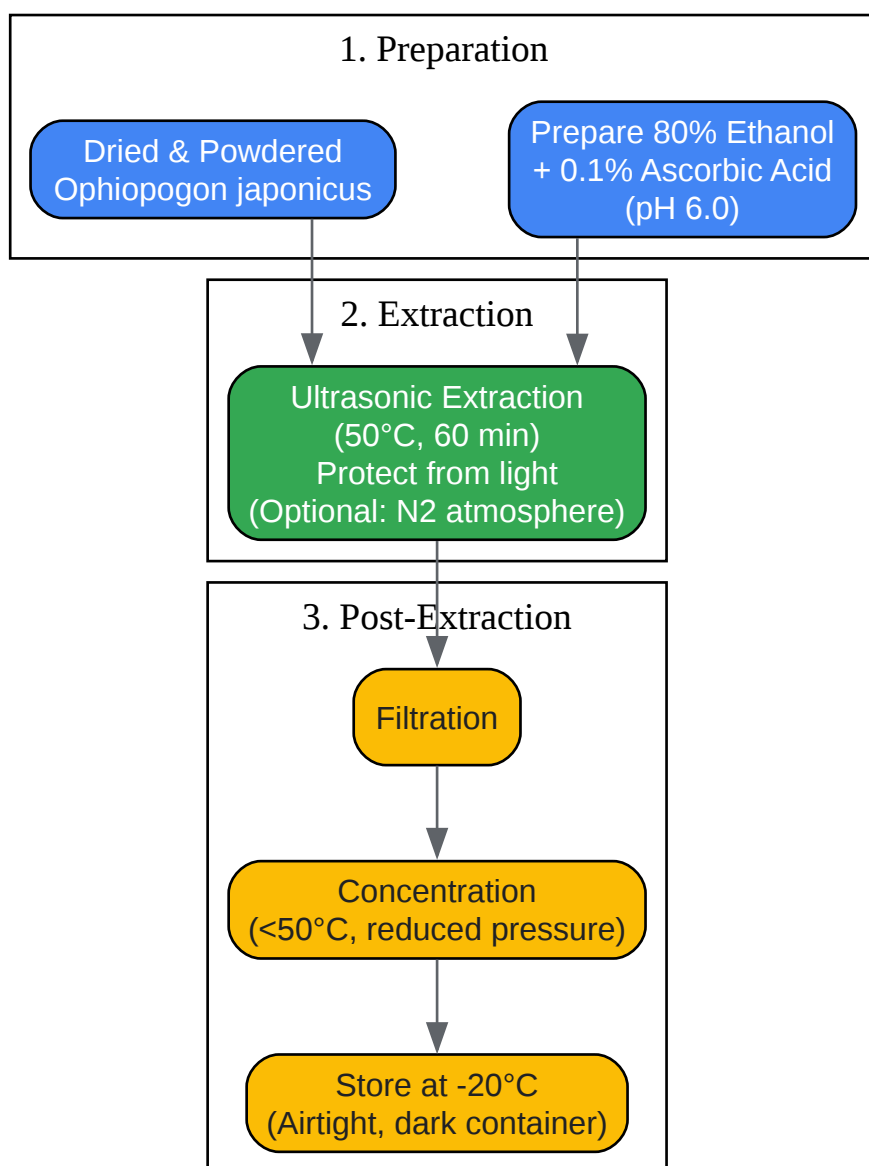 1. Preparation
Dried & Powdered
Ophiopogon japonicus
Prepare 80% Ethanol
+ 0.1% Ascorbic Acid
(pH 6.0)
2. Extraction
Ultrasonic Extraction
(50°C, 60 min)
Protect from light
(Optional: N2 atmosphere)
3. Post-Extraction
Filtration
Concentration
(<50°C, reduced pressure)
Store at -20°C
(Airtight, dark container)